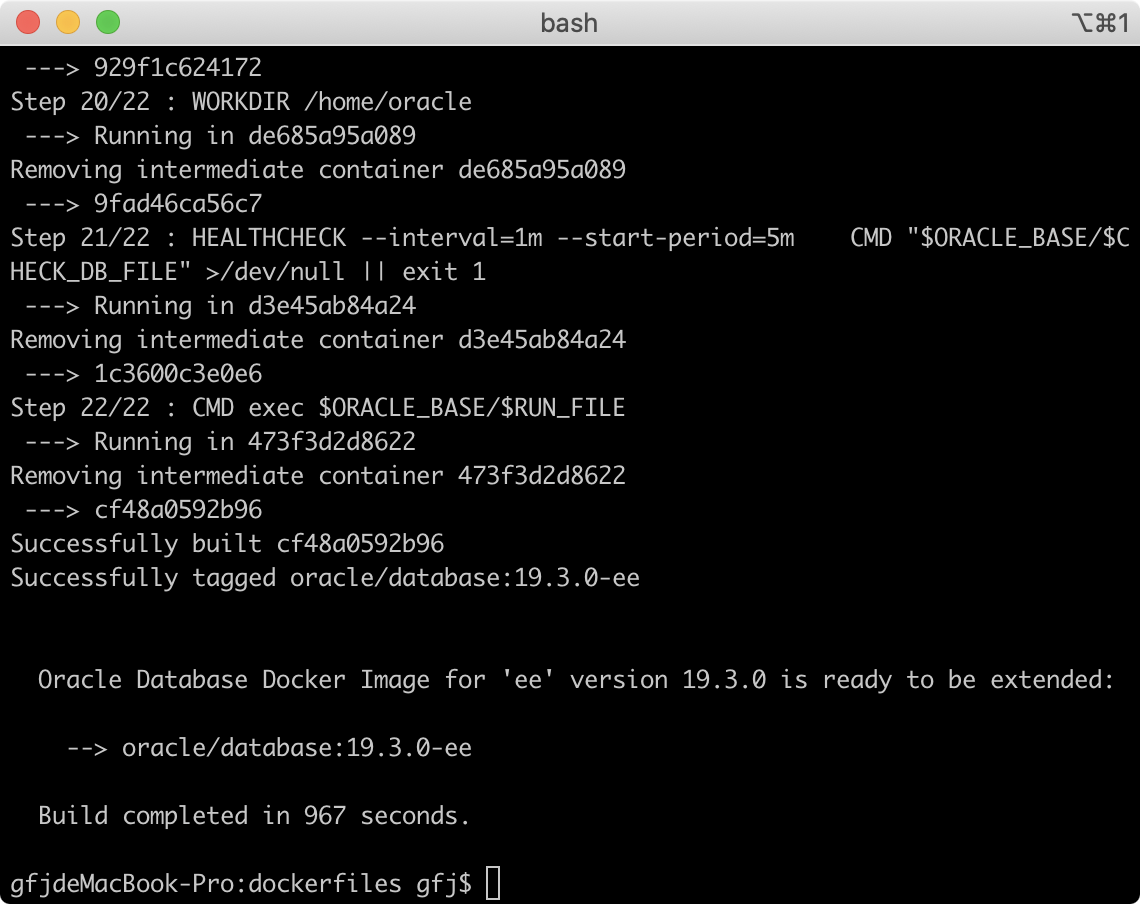 bash
⌥⌘1
---> 929f1c624172
Step 20/22 : WORKDIR /home/oracle
---> Running in de685a95a089
Removing intermediate container de685a95a089
---> 9fad46ca56c7
Step 21/22 : HEALTHCHECK --interval=1m --start-period=5m    CMD "$ORACLE_BASE/$C
HECK_DB_FILE" >/dev/null || exit 1
---> Running in d3e45ab84a24
Removing intermediate container d3e45ab84a24
---> 1c3600c3e0e6
Step 22/22 : CMD exec $ORACLE_BASE/$RUN_FILE
---> Running in 473f3d2d8622
Removing intermediate container 473f3d2d8622
---> cf48a0592b96
Successfully built cf48a0592b96
Successfully tagged oracle/database:19.3.0-ee
Oracle Database Docker Image for 'ee' version 19.3.0 is ready to be extended:
--> oracle/database:19.3.0-ee
Build completed in 967 seconds.
gfjdeMacBook-Pro:dockerfiles gfj$